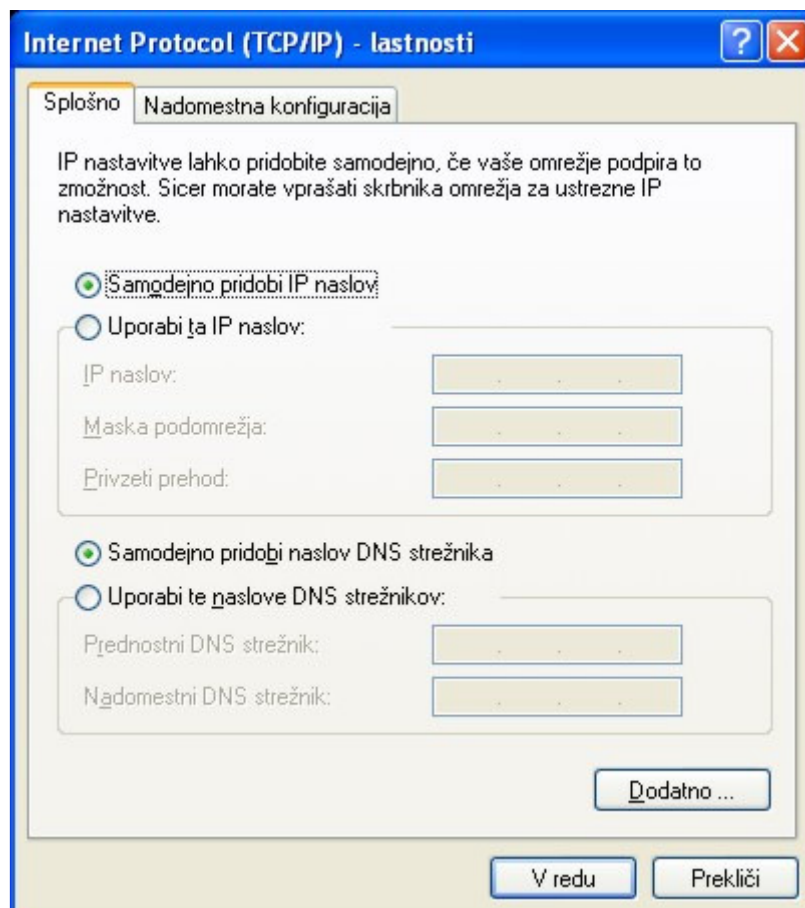 Internet Protocol (TCP/IP) - lastnosti
Splošno
Nadomestna konfiguracija
IP nastavitve lahko pridobite samodejno, če vaše omrežje podpira to
zmožnost. Sicer morate vprašati skrbnika omrežja za ustrezne IP
nastavitve.
Samodejno pridobi IP naslov
Uporabi ta IP naslov:
IP naslov:
Maska podomrežja:
Privzeti prehod:
Samodejno pridobi naslov DNS strežnika
Uporabi te naslove DNS strežnikov:
Prednostni DNS strežnik:
Nadomestni DNS strežnik:
Dodatno ...
V redu
Prekliči